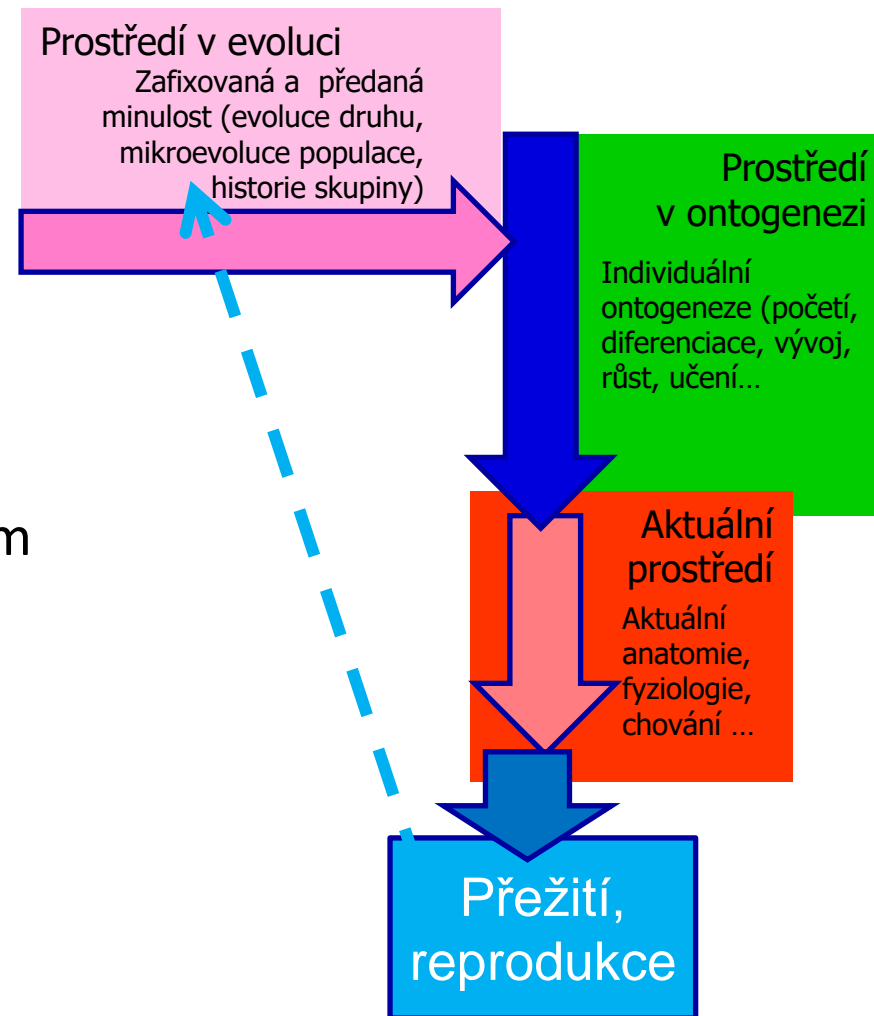 Prostředí v evoluci
Zafixovaná a předaná
minulost (evoluce druhu,
mikroevoluce populace,
historie skupiny)
Prostředí
v ontogenezi
Individuální
ontogeneze (početí,
diferenciace, vývoj,
růst, učení…
m
Aktuální
prostředí
Aktuální
anatomie,
fyziologie,
chování …
Přežití,
reprodukce